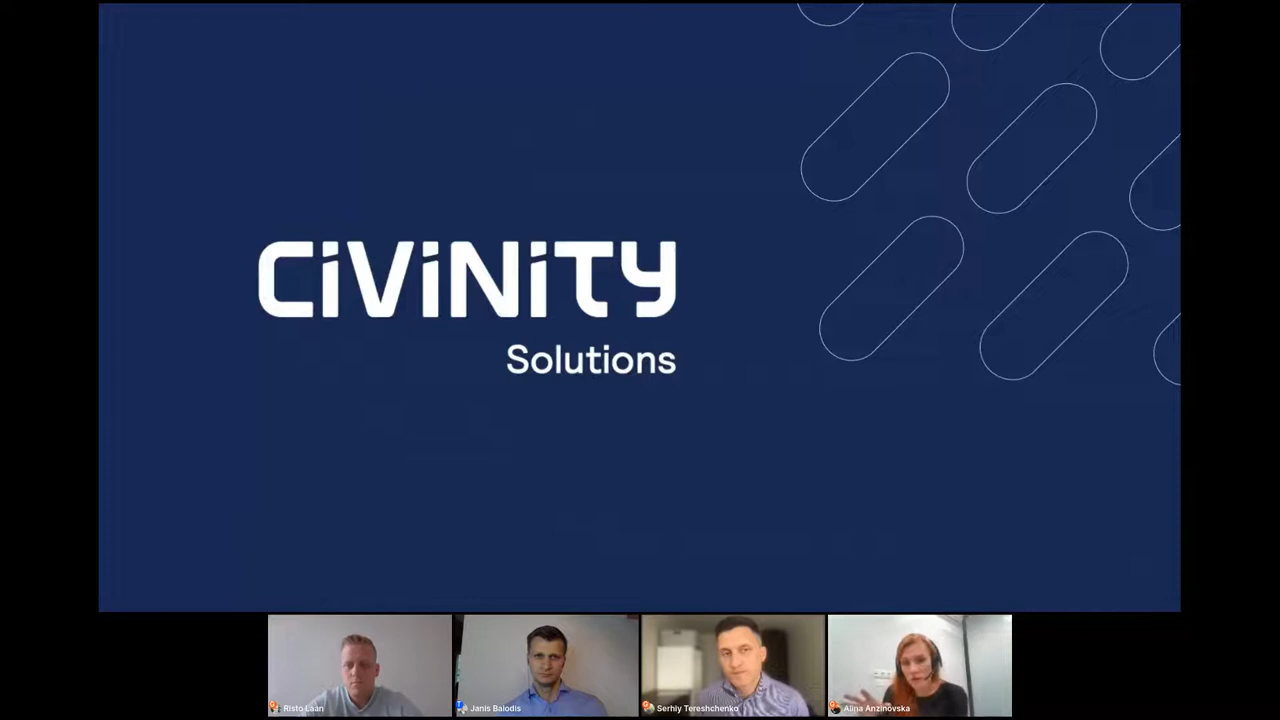 CiViNiTY
Solutions
Risto Laan
Janis Balodis
Serhiy Tereshchenko
Alina Anzinovska